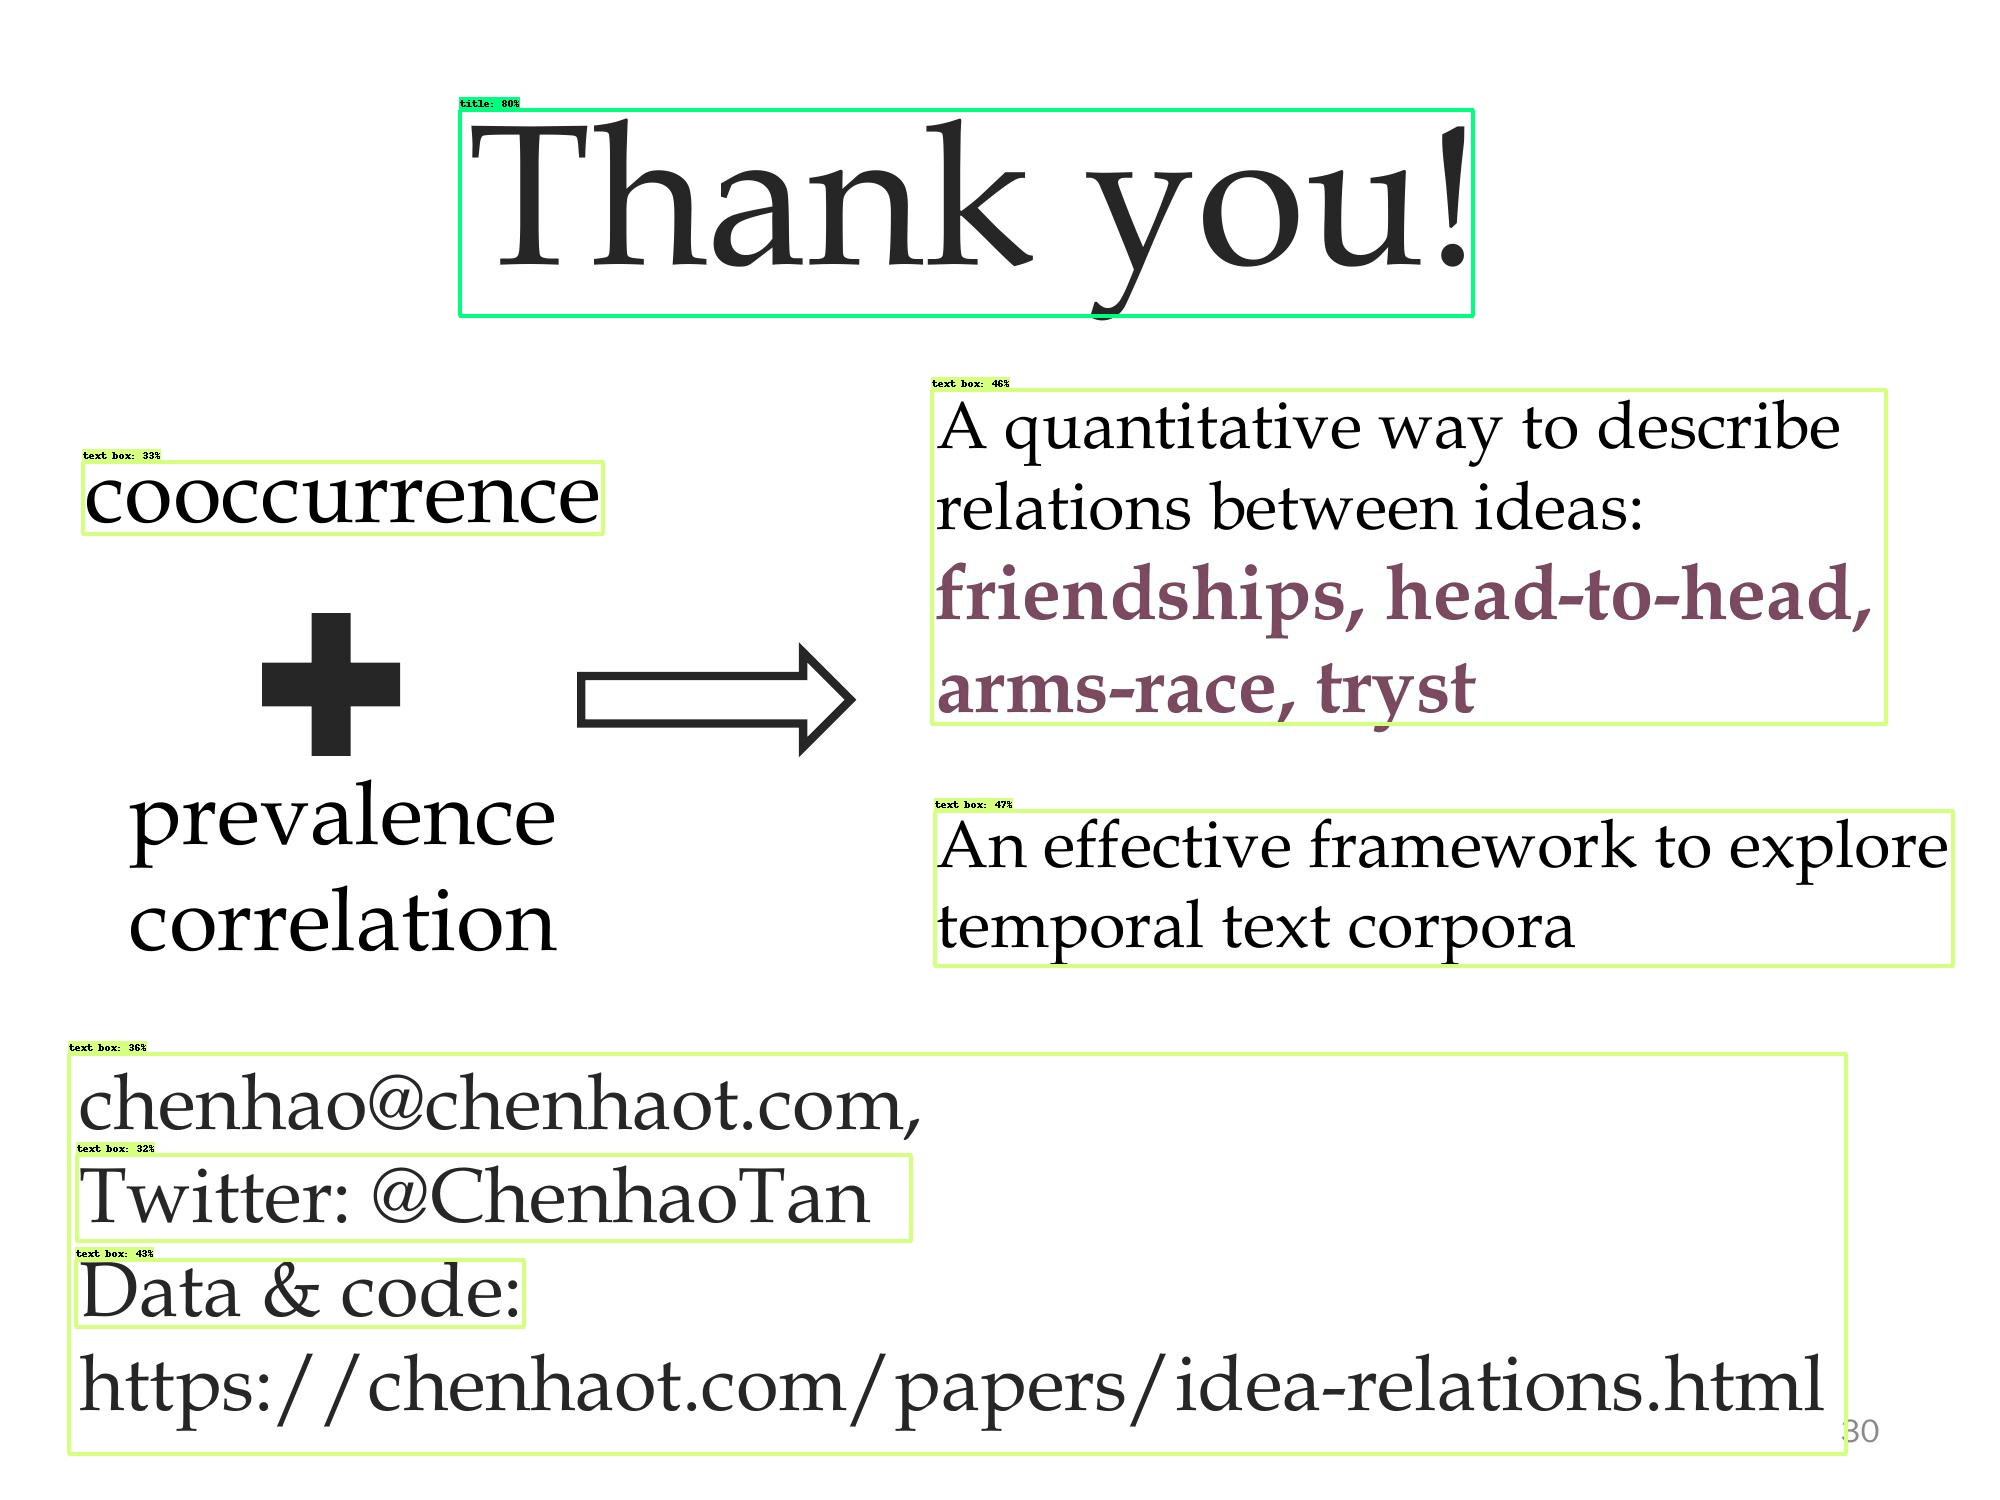 title: 80%
Thank you!
text box: 33%
cooccurrence
prevalence
correlation
text box: 46%
A quantitative way to describe
relations between ideas:
friendships, head-to-head,
arms-race, tryst
text box: 47%
An effective framework to explore
temporal text corpora
text box: 36%
chenhao@chenhaot.com,
text box: 32%
Twitter: @ChenhaoTan
text box: 43%
Data & code:
https://chenhaot.com/papers/idea-relations.html
30